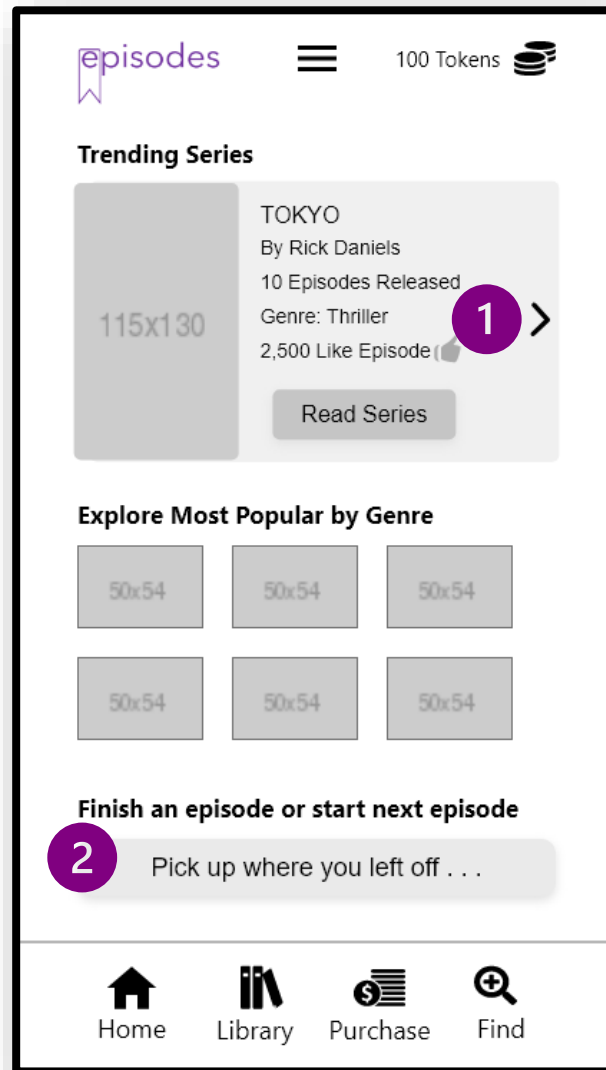 episodes
100 Tokens
Trending Series
115x130
TOKYO
By Rick Daniels
10 Episodes Released
Genre: Thriller
2,500 Like Episode (
1
Read Series
Explore Most Popular by Genre
50x54 50x54 50x54
50x54 50x54 50x54
Finish an episode or start next episode
2
Pick up where you left off . . .
Home Library Purchase Find